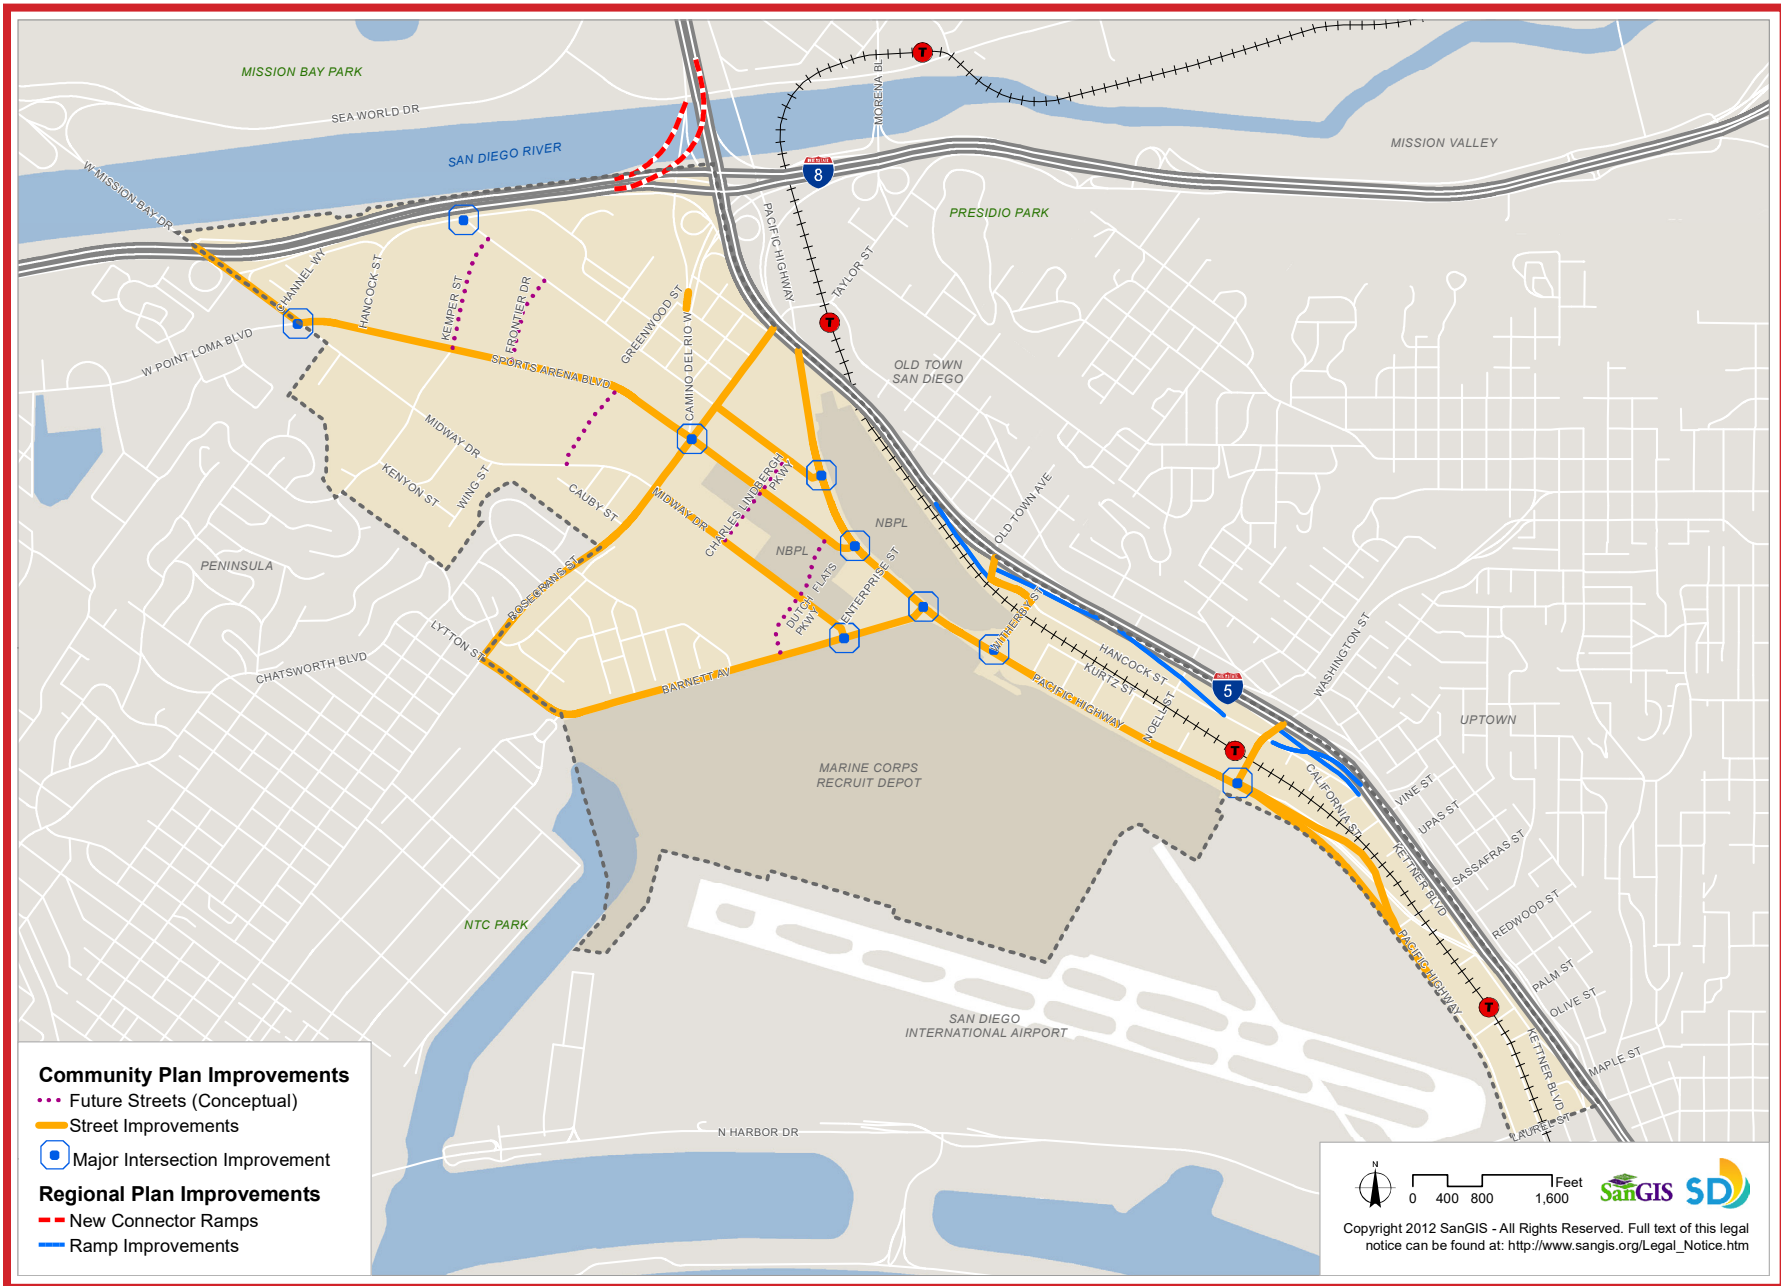 MISSION BAY PARK
SEA WORLD DR
SAN DIEGO RIVER
W MISSION BAY DR
T
MORENA BL
8
MISSION VALLEY
PRESIDIO PARK
PACIFIC HIGHWAY
TAYLOR ST
T
CHANNEL WY
HANCOCK ST
KEMPER ST
FRONTIER DR
GREENWOOD ST
CAMINO DEL RIO W
W POINT LOMA BLVD
SPORTS ARENA BLVD
OLD TOWN
SAN DIEGO
MIDWAY DR
KENYON ST
WING ST
CAUBY ST
MIDWAY DR
CHARLES LINDBERGH
PKWY
NBPL
NBPL
OLD TOWN AVE
PENINSULA
ROSECRANS ST
LYTTON ST
CHATSWORTH BLVD
DUTCH FLATS
PKWY
ENTERPRISE ST
WITHERBY ST
BARNETT AV
HANCOCK ST
KURTZ ST
PACIFIC HIGHWAY
NOELL ST
5
WASHINGTON ST
UPTOWN
T
MARINE CORPS
RECRUIT DEPOT
CALIFORNIA ST
VINE ST
UPAS ST
SASSAFRAS ST
KETTNER BLVD
REDWOOD ST
PACIFIC HIGHWAY
PALM ST
OLIVE ST
T
NTC PARK
SAN DIEGO
INTERNATIONAL AIRPORT
KETTNER BLVD
MAPLE ST
LAUREL ST
N HARBOR DR
Community Plan Improvements
Future Streets (Conceptual)
Street Improvements
Major Intersection Improvement
Regional Plan Improvements
New Connector Ramps
Ramp Improvements
N
Feet
0 400 800 1,600
SanGIS
SD
Copyright 2012 SanGIS - All Rights Reserved. Full text of this legal
notice can be found at: http://www.sangis.org/Legal_Notice.htm